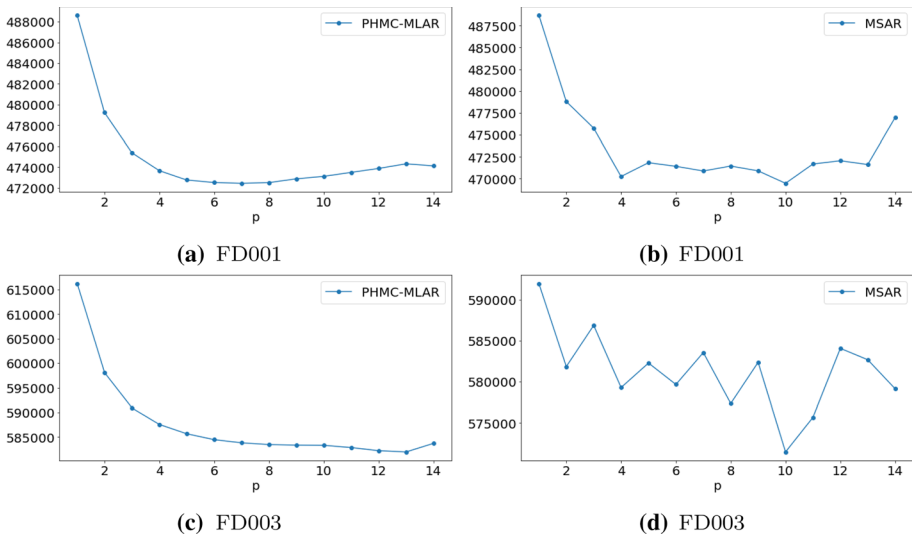 488000
486000
484000
482000
480000
478000
476000
474000
472000
PHMC-MLAR
2 4 6 8 10 12 14
p
(a) FD001
487500
485000
482500
480000
477500
475000
472500
470000
MSAR
2 4 6 8 10 12 14
p
(b) FD001
615000
610000
605000
600000
595000
590000
585000
PHMC-MLAR
2 4 6 8 10 12 14
p
(c) FD003
590000
585000
580000
575000
MSAR
2 4 6 8 10 12 14
p
(d) FD003